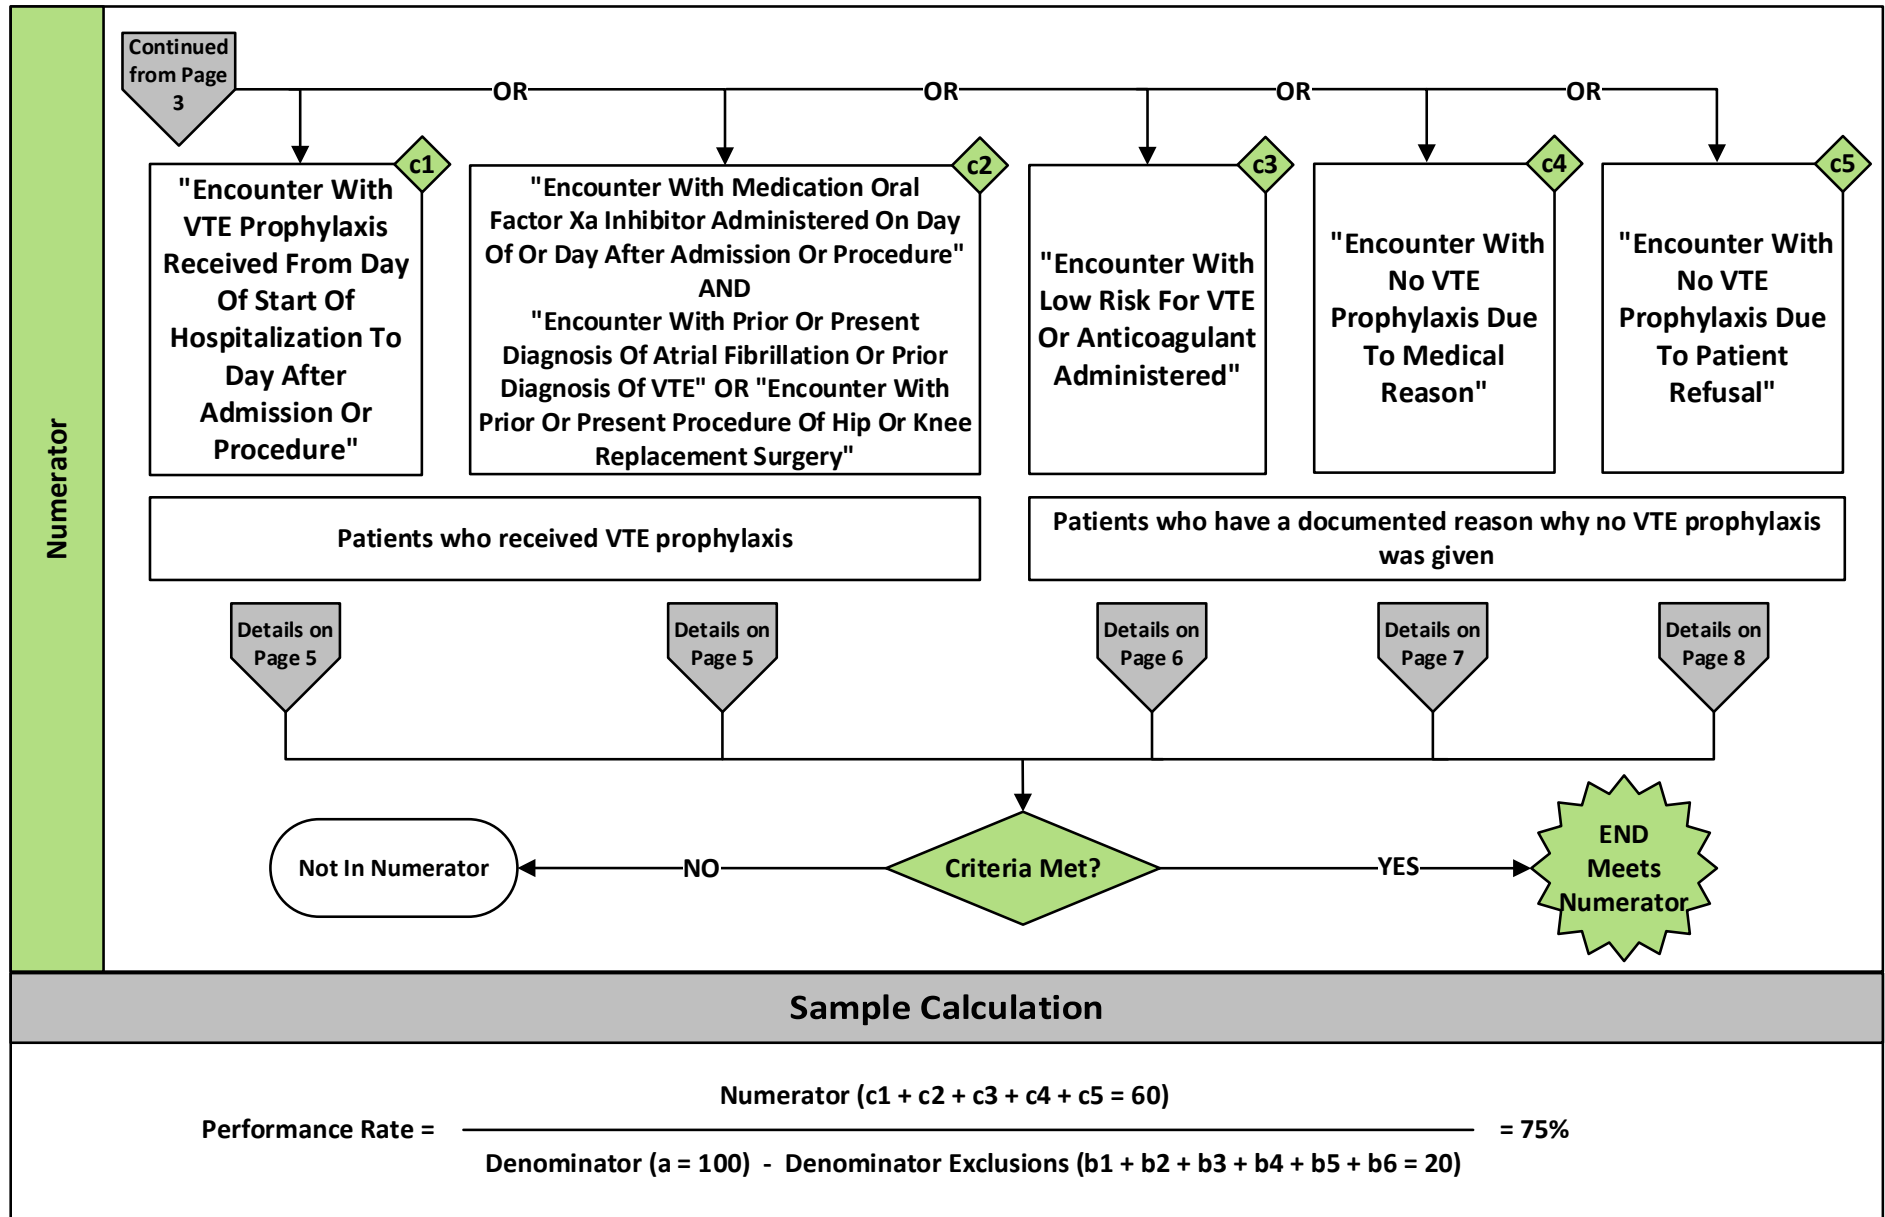 Numerator
Continued
from Page
3
OR
OR
OR
OR
c1
"Encounter With
VTE Prophylaxis
Received From Day
Of Start Of
Hospitalization To
Day After
Admission Or
Procedure"
c2
"Encounter With Medication Oral
Factor Xa Inhibitor Administered On Day
Of Or Day After Admission Or Procedure"
AND
"Encounter With Prior Or Present
Diagnosis Of Atrial Fibrillation Or Prior
Diagnosis Of VTE" OR "Encounter With
Prior Or Present Procedure Of Hip Or Knee
Replacement Surgery"
c3
"Encounter With
Low Risk For VTE
Or Anticoagulant
Administered"
c4
"Encounter With
No VTE
Prophylaxis Due
To Medical
Reason"
c5
"Encounter With
No VTE
Prophylaxis Due
To Patient
Refusal"
Patients who received VTE prophylaxis
Patients who have a documented reason why no VTE prophylaxis
was given
Details on
Page 5
Details on
Page 5
Details on
Page 6
Details on
Page 7
Details on
Page 8
Not In Numerator
NO
Criteria Met?
YES
END
Meets
Numerator
Sample Calculation
Numerator (c1 + c2 + c3 + c4 + c5 = 60)
Performance Rate = = 75%
Denominator (a = 100) - Denominator Exclusions (b1 + b2 + b3 + b4 + b5 + b6 = 20)